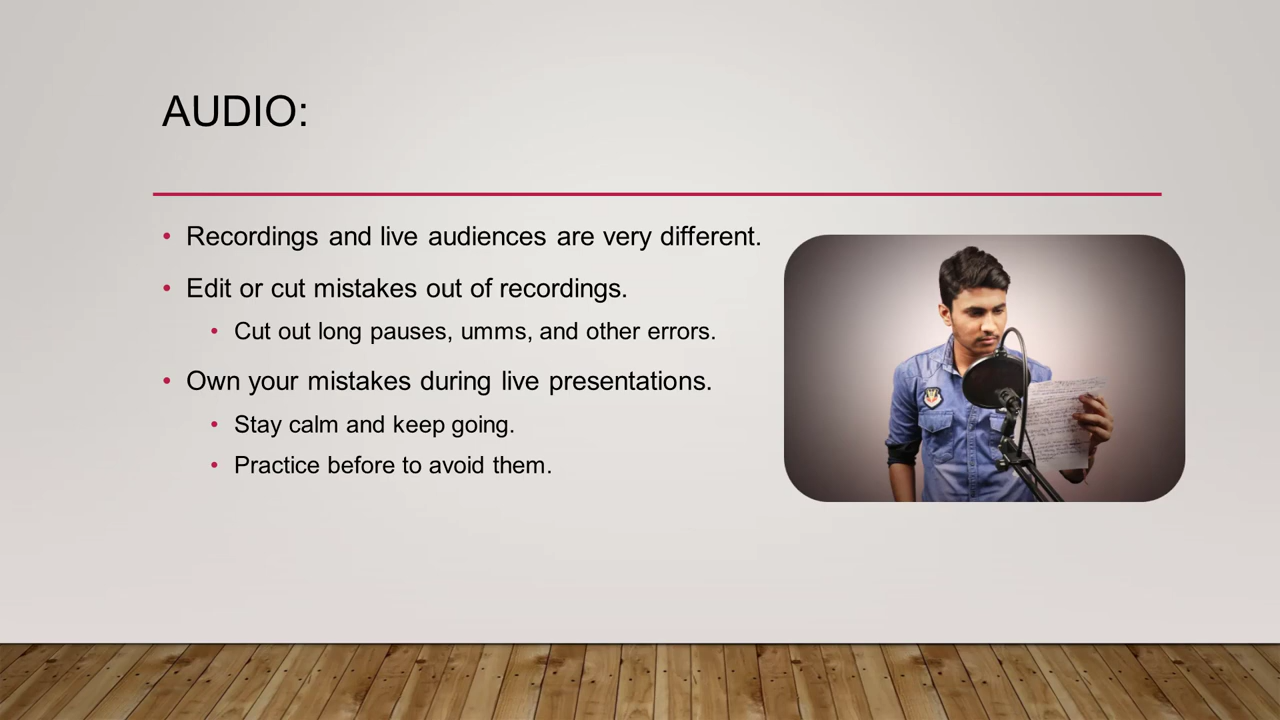 AUDIO:
• Recordings and live audiences are very different.
• Edit or cut mistakes out of recordings.
• Cut out long pauses, umms, and other errors.
• Own your mistakes during live presentations.
• Stay calm and keep going.
• Practice before to avoid them.